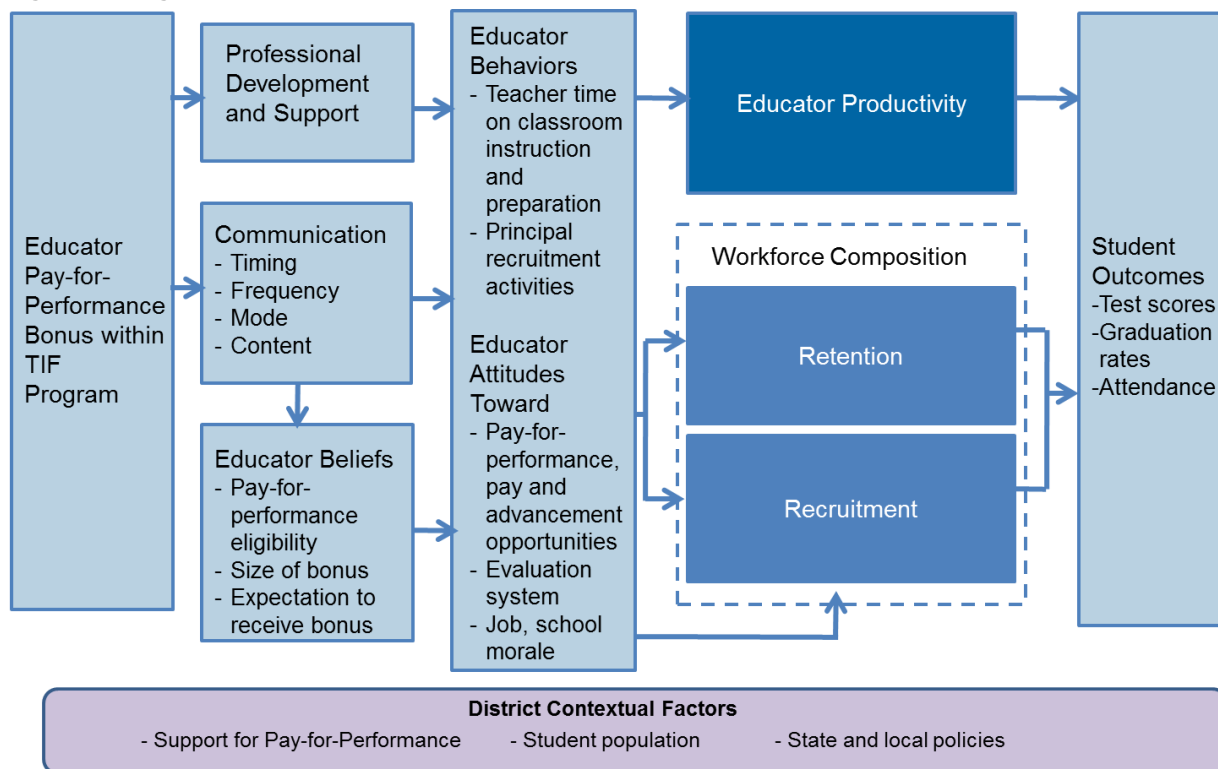 Educator
Pay-for-
Performance
Bonus within
TIF
Program
Professional
Development
and Support
Communication
- Timing
- Frequency
- Mode
- Content
Educator Beliefs
- Pay-for-
performance
eligibility
- Size of bonus
- Expectation to
receive bonus
Educator
Behaviors
- Teacher time
on classroom
instruction
and
preparation
- Principal
recruitment
activities
Educator
Attitudes
Toward
- Pay-for-
performance,
pay and
advancement
opportunities
- Evaluation
system
- Job, school
morale
Educator Productivity
Workforce Composition
Retention
Recruitment
Student
Outcomes
-Test scores
-Graduation
rates
-Attendance
District Contextual Factors
- Support for Pay-for-Performance - Student population - State and local policies